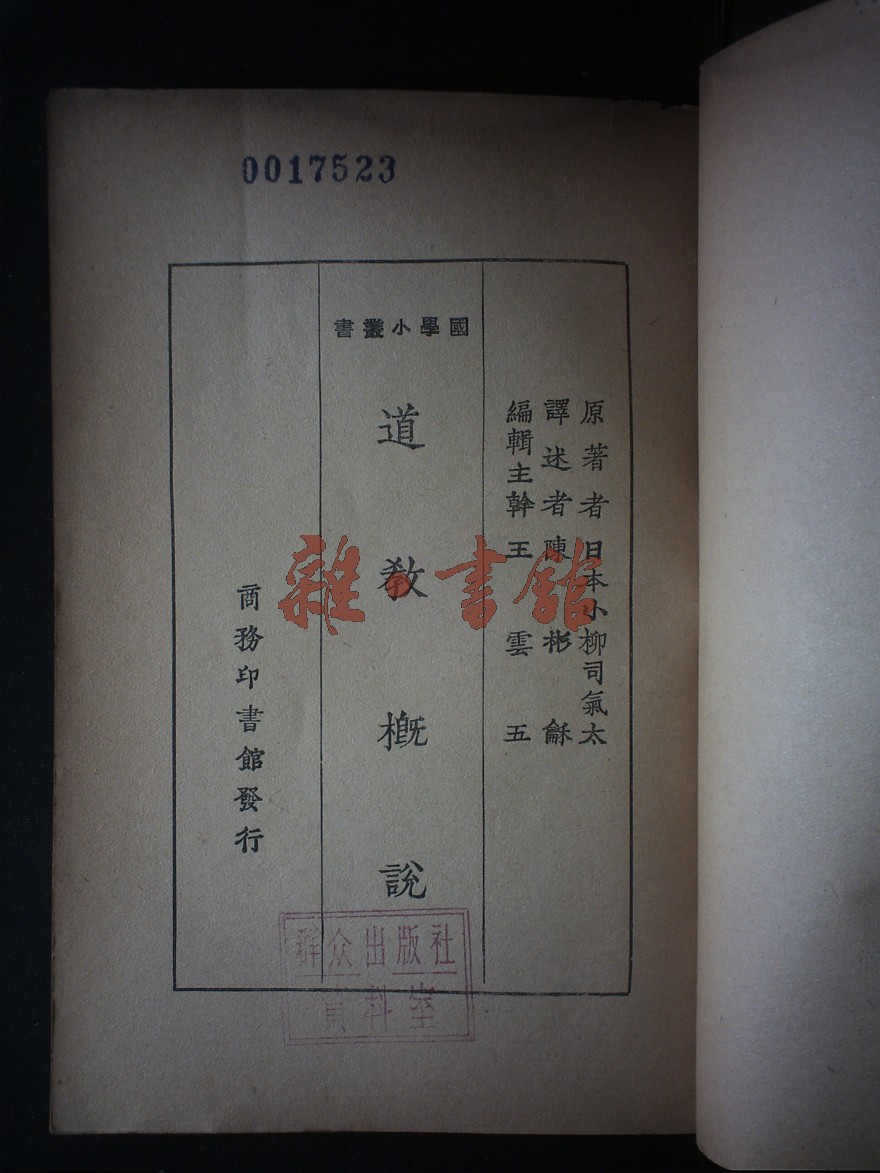 0017523
原著者日本小柳司氣太
譯述者陳彬龢
編輯主幹王雲五
國學小叢書
道教概說
商務印書館發行
雜·書館
群众出版社
資料室